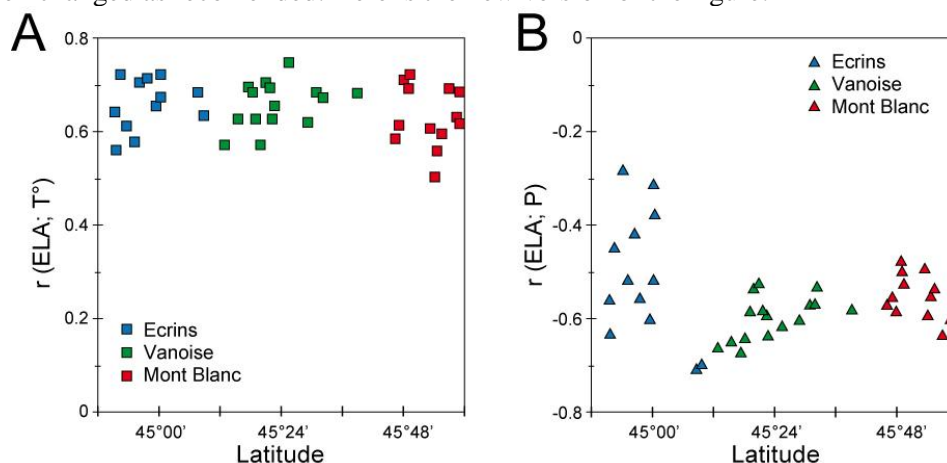 A
B
0.8
0.6
0.4
0.2
0
r (ELA; T°)
Ecrins
Vanoise
Mont Blanc
45°00'
45°24'
45°48'
Latitude
0
-0.2
-0.4
-0.6
-0.8
r (ELA; P)
Ecrins
Vanoise
Mont Blanc
45°00'
45°24'
45°48'
Latitude